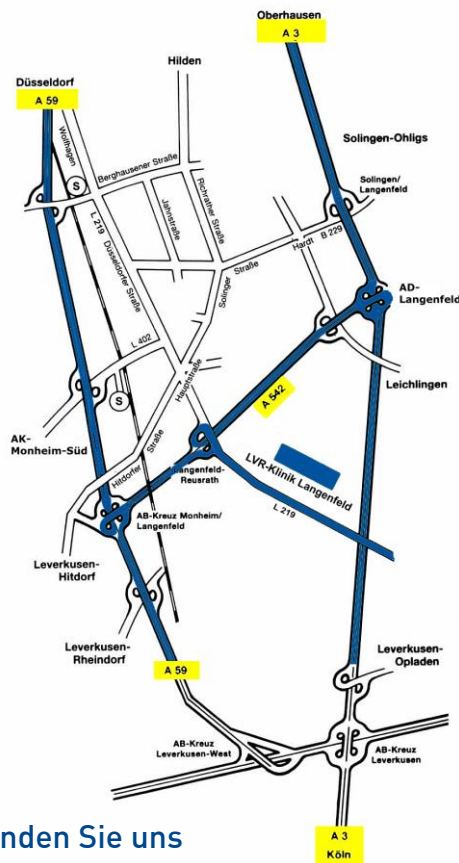 Oberhausen
A 3
Hilden
Düsseldorf
A 59
Wolfhagen
Solingen-Ohligs
Berghausener Straße
Richrather Straße
Solingen/
Langenfeld
S
Jahnstraße
L 219
Düsseldorfer Straße
Hardt
B 229
Solinger Straße
AD-
Langenfeld
L 402
Hauptstraße
A 542
Leichlingen
S
AK-
Monheim-Süd
Hitdorfer Straße
Langenfeld-
Reusrath
LVR-Klinik Langenfeld
L 219
AB-Kreuz Monheim/
Langenfeld
Leverkusen-
Hitdorf
Leverkusen-
Rheindorf
Leverkusen-
Opladen
A 59
AB-Kreuz
Leverkusen-West
AB-Kreuz
Leverkusen
nden Sie uns
A 3
Köln